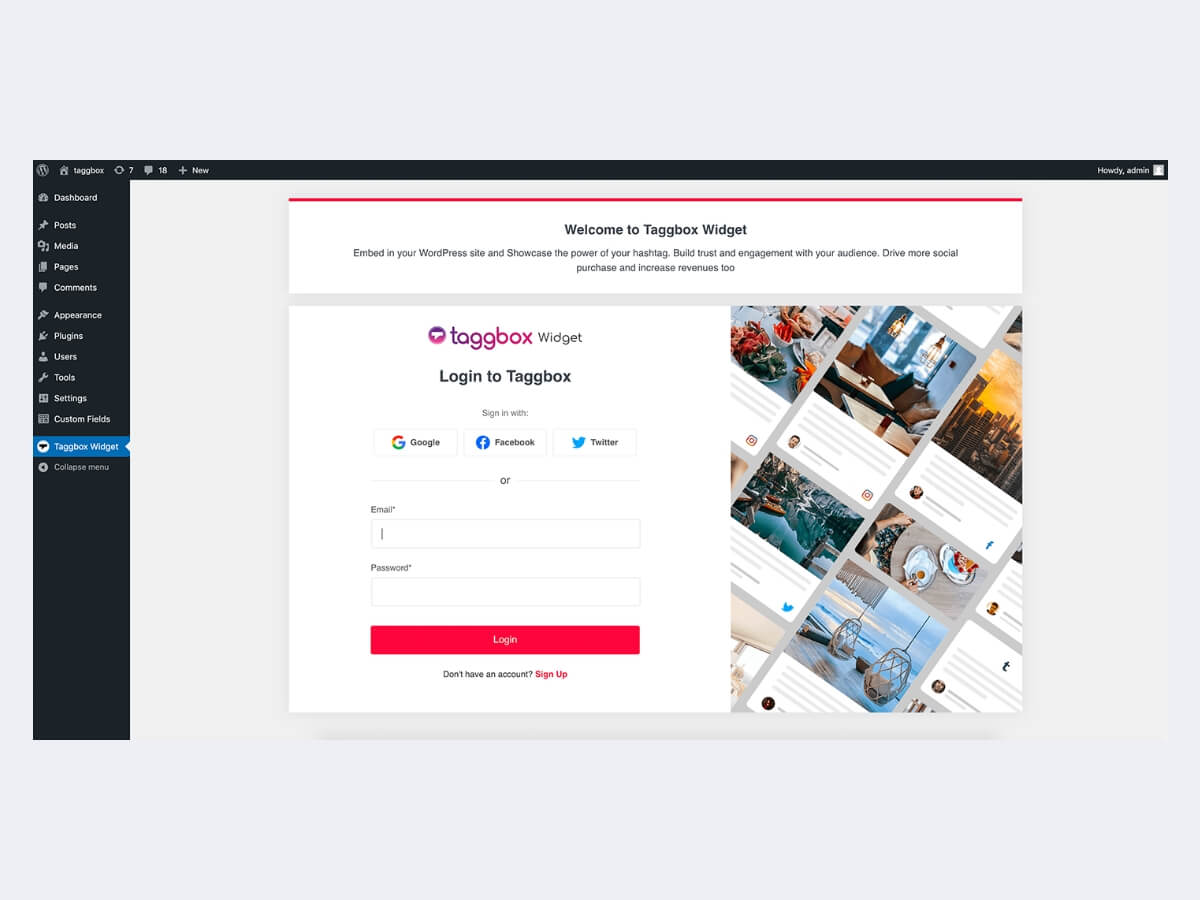 taggbox 7 18 New
Howdy, admin
Dashboard
Posts
Media
Pages
Comments
Appearance
Plugins
Users
Tools
Settings
Custom Fields
Taggbox Widget
Collapse menu
Welcome to Taggbox Widget
Embed in your WordPress site and Showcase the power of your hashtag. Build trust and engagement with your audience. Drive more social
purchase and increase revenues too
taggbox Widget
Login to Taggbox
Sign in with:
Google Facebook Twitter
or
Email*
Password*
Login
Don't have an account? Sign Up